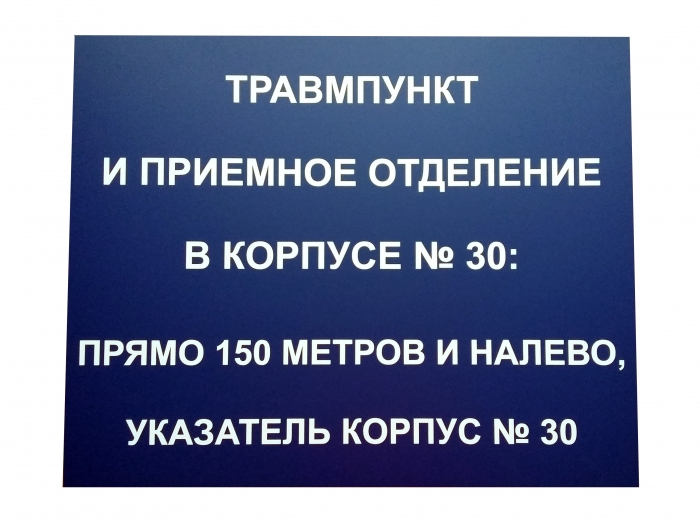 ТРАВМПУНКТ
И ПРИЕМНОЕ ОТДЕЛЕНИЕ
В КОРПУСЕ № 30:
ПРЯМО 150 МЕТРОВ И НАЛЕВО,
УКАЗАТЕЛЬ КОРПУС № 30